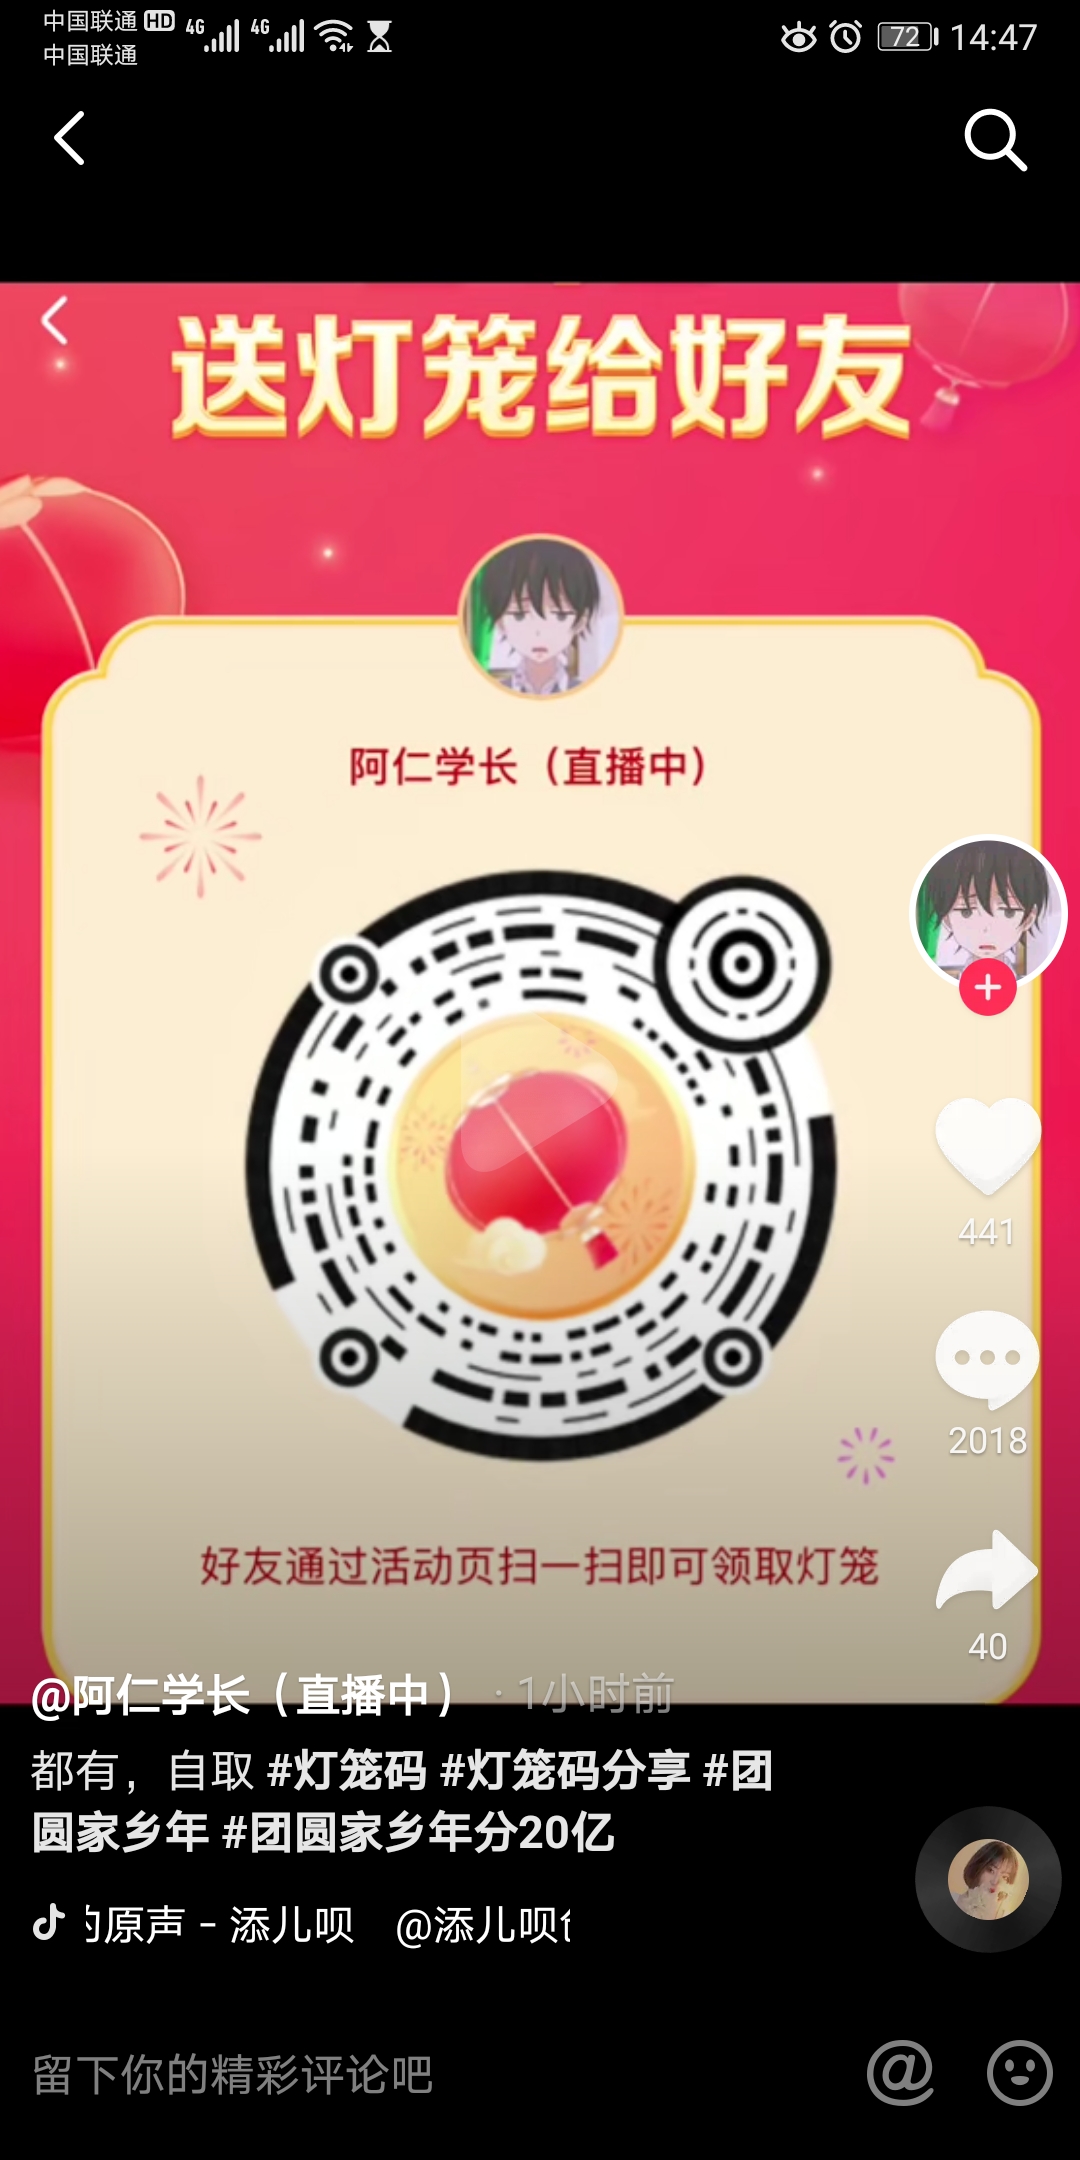 中国联通 HD 4G 4G 72 14:47
中国联通
送灯笼给好友
阿仁学长（直播中）
441
2018
好友通过活动页扫一扫即可领取灯笼
40
@阿仁学长（直播中） · 1小时前
都有，自取 #灯笼码 #灯笼码分享 #团
圆家乡年 #团圆家乡年分20亿
的原声 - 添儿呗 @添儿呗
留下你的精彩评论吧